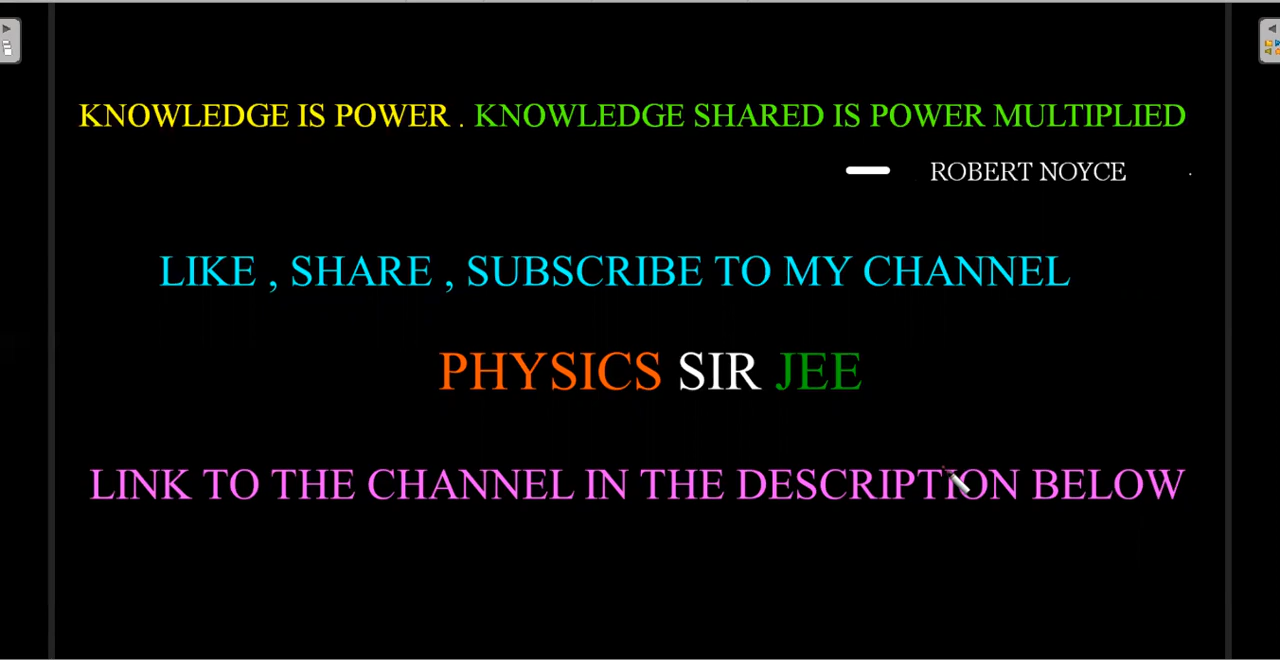 KNOWLEDGE IS POWER . KNOWLEDGE SHARED IS POWER MULTIPLIED
— ROBERT NOYCE .
LIKE , SHARE , SUBSCRIBE TO MY CHANNEL
PHYSICS SIR JEE
LINK TO THE CHANNEL IN THE DESCRIPTION BELOW